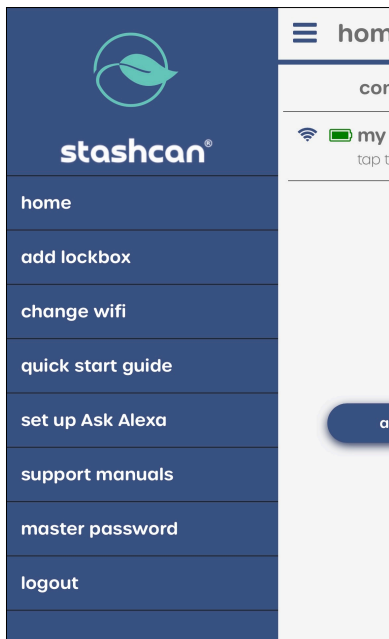 stashcan®
home
add lockbox
change wifi
quick start guide
set up Ask Alexa
support manuals
master password
logout
my